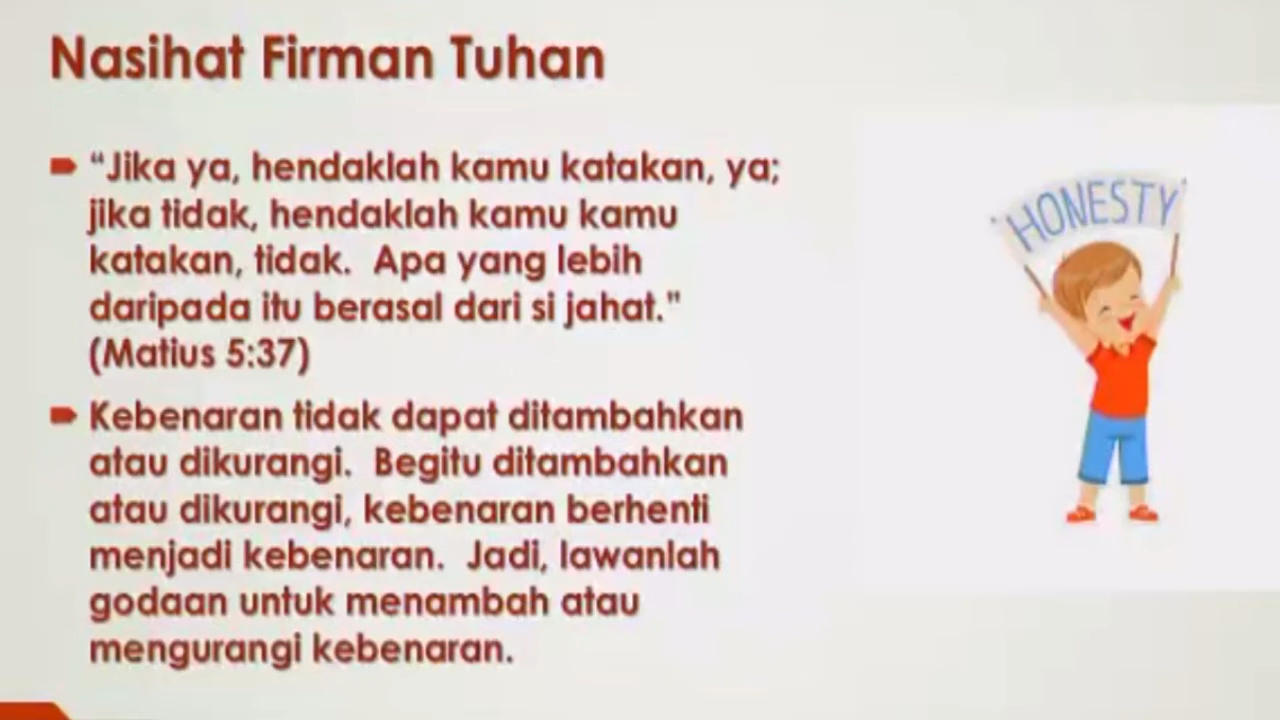 Nasihat Firman Tuhan
“Jika ya, hendaklah kamu katakan, ya;
jika tidak, hendaklah kamu kamu
katakan, tidak.  Apa yang lebih
daripada itu berasal dari si jahat.”
(Matius 5:37)
Kebenaran tidak dapat ditambahkan
atau dikurangi.  Begitu ditambahkan
atau dikurangi, kebenaran berhenti
menjadi kebenaran.  Jadi, lawanlah
godaan untuk menambah atau
mengurangi kebenaran.
HONESTY